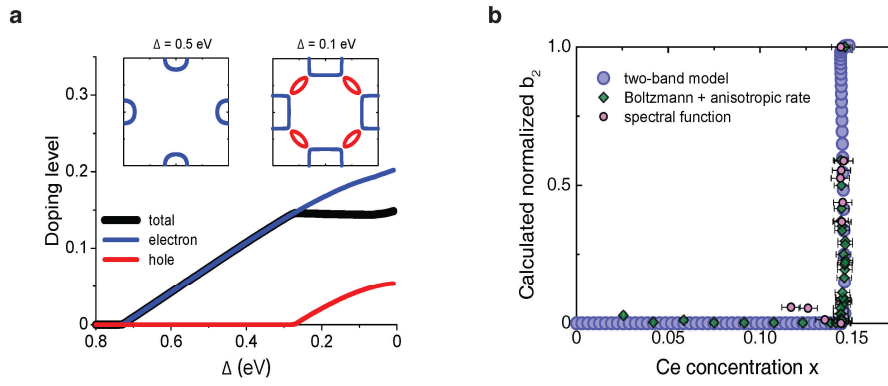 a
Δ = 0.5 eV
Δ = 0.1 eV
0.3
0.2
0.1
0
Doping level
total
electron
hole
0.8
0.6
0.4
0.2
0
Δ (eV)
b
1.0
0.5
0
Calculated normalized b2
two-band model
Boltzmann + anisotropic rate
spectral function
0
0.05
0.10
0.15
Ce concentration x